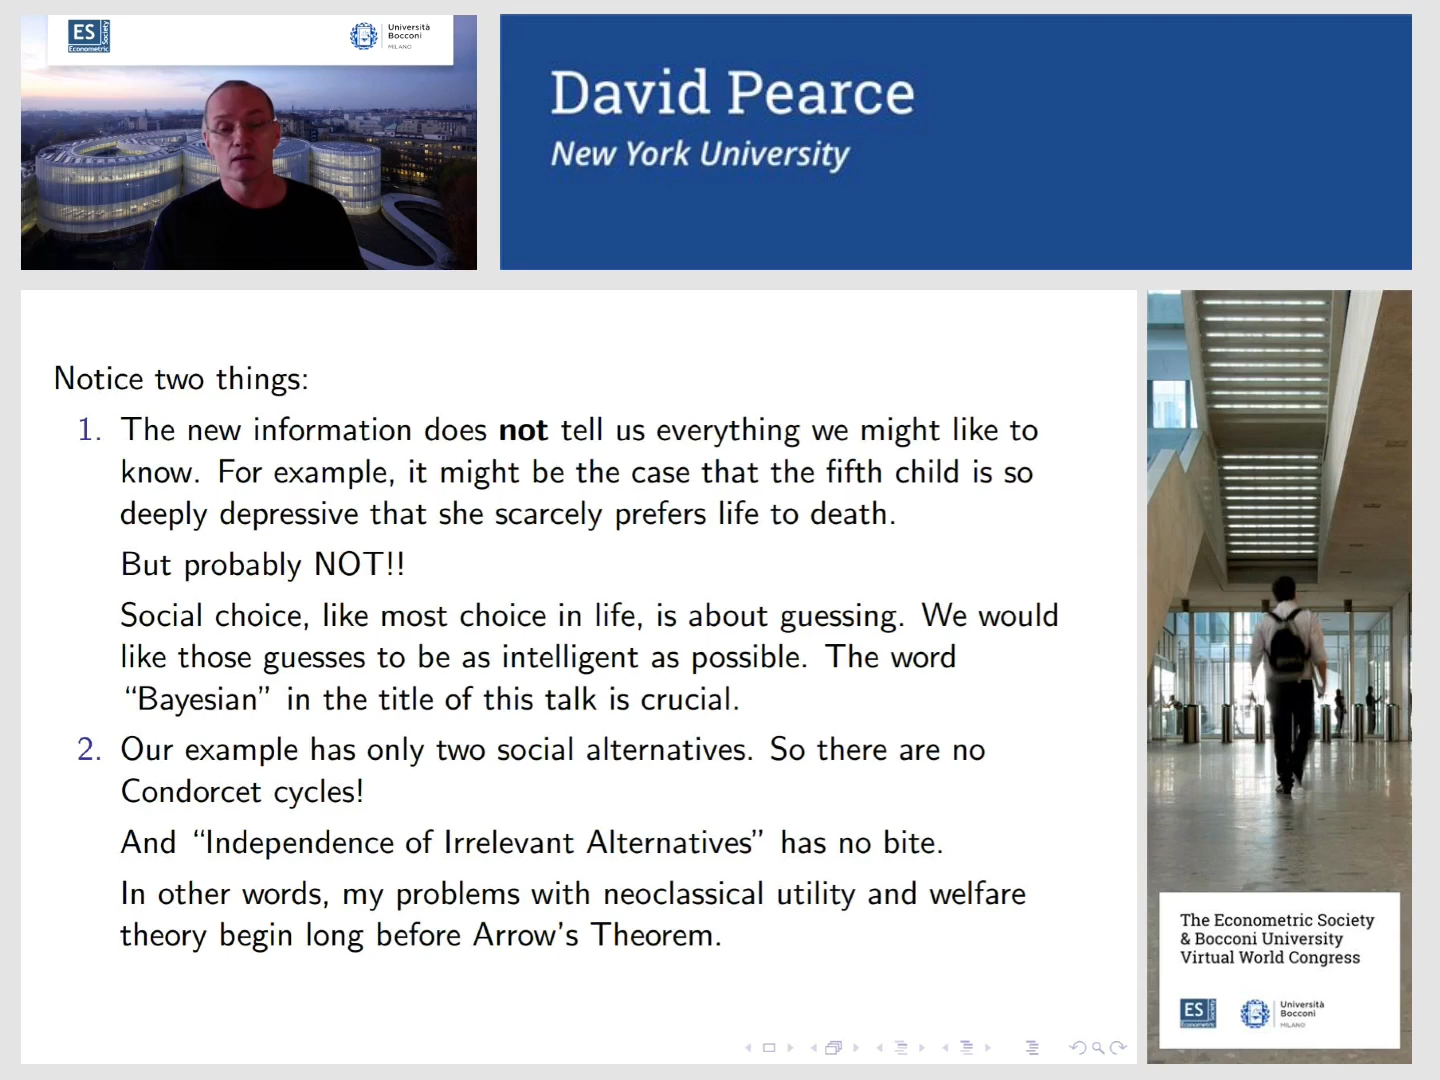 ES
Econometric
Society
Università
Bocconi
MILANO
David Pearce
New York University
Notice two things:
1. The new information does not tell us everything we might like to
know. For example, it might be the case that the fifth child is so
deeply depressive that she scarcely prefers life to death.
But probably NOT!!
Social choice, like most choice in life, is about guessing. We would
like those guesses to be as intelligent as possible. The word
“Bayesian” in the title of this talk is crucial.
2. Our example has only two social alternatives. So there are no
Condorcet cycles!
And “Independence of Irrelevant Alternatives” has no bite.
In other words, my problems with neoclassical utility and welfare
theory begin long before Arrow’s Theorem.
The Econometric Society
& Bocconi University
Virtual World Congress
ES
Econometric
Society
Università
Bocconi
MILANO